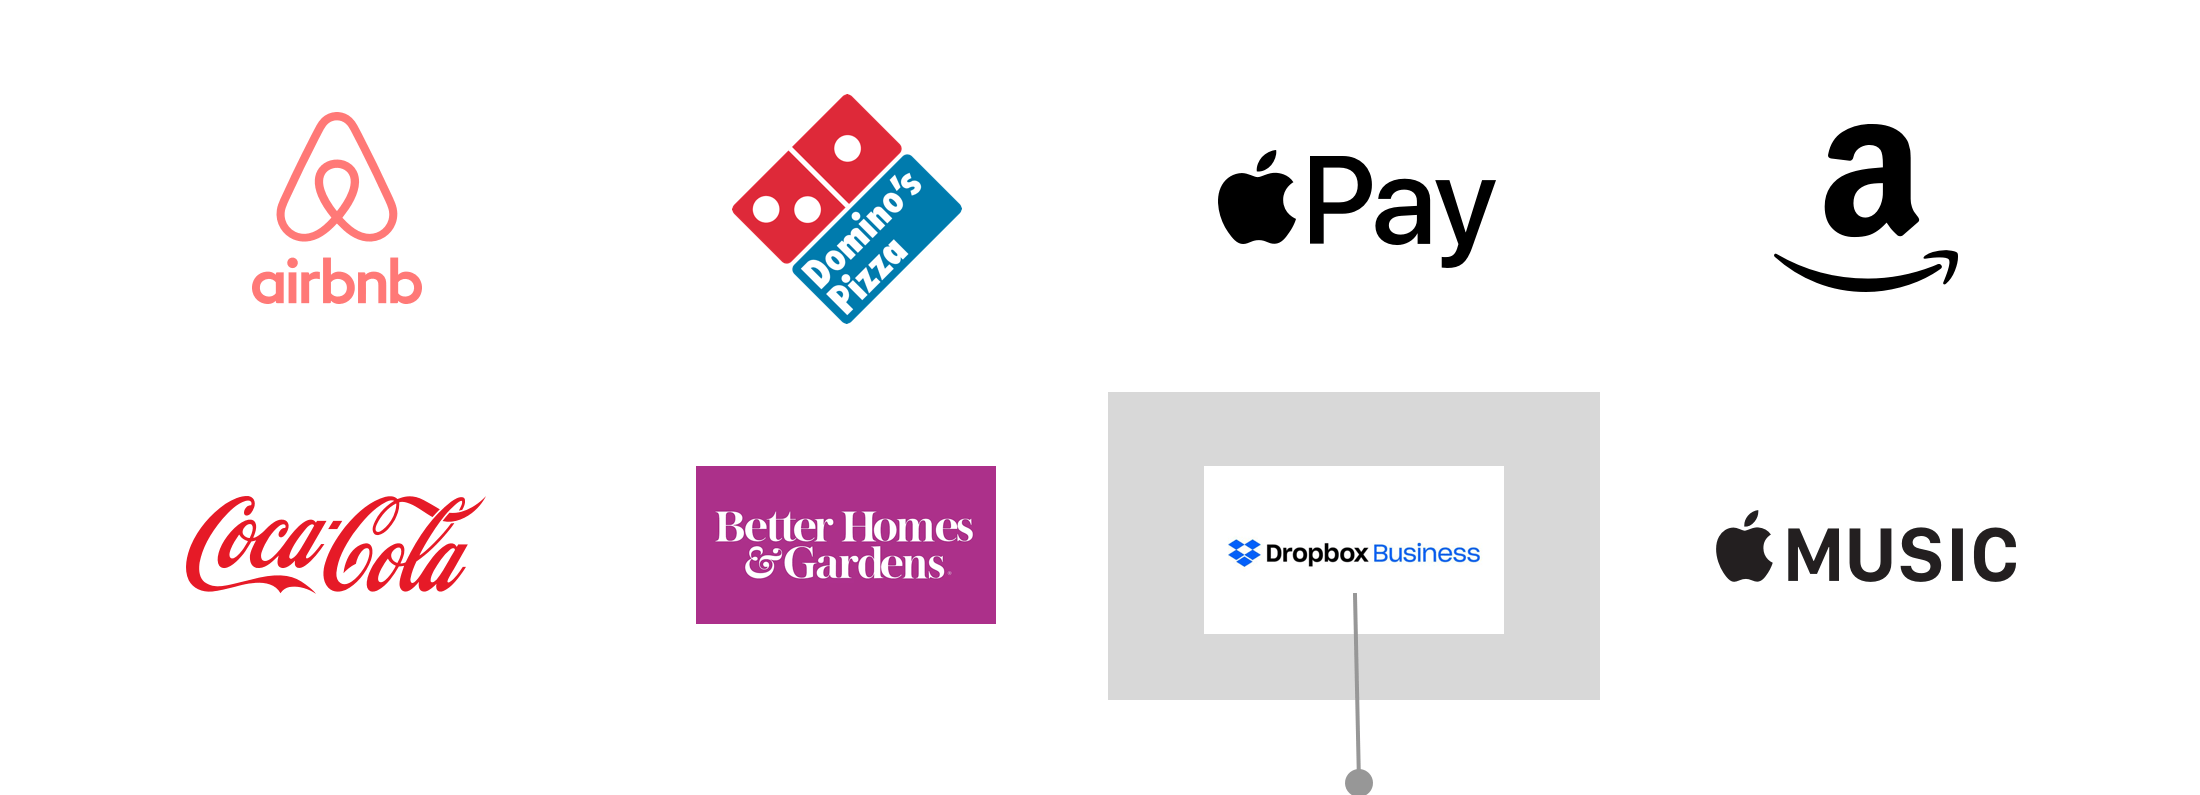 airbnb
Domino's
Pizza
Pay
a
Coca-Cola
Better Homes
& Gardens
Dropbox Business
MUSIC